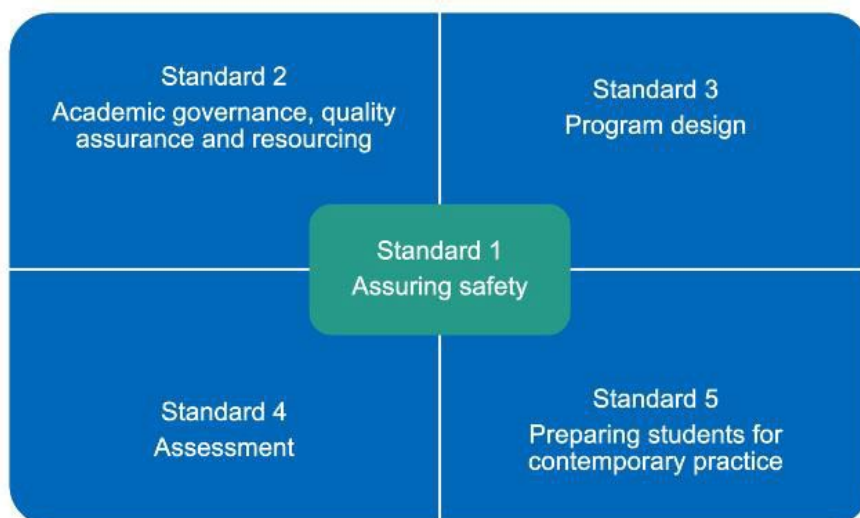 Standard 2
Academic governance, quality
assurance and resourcing
Standard 3
Program design
Standard 1
Assuring safety
Standard 4
Assessment
Standard 5
Preparing students for
contemporary practice